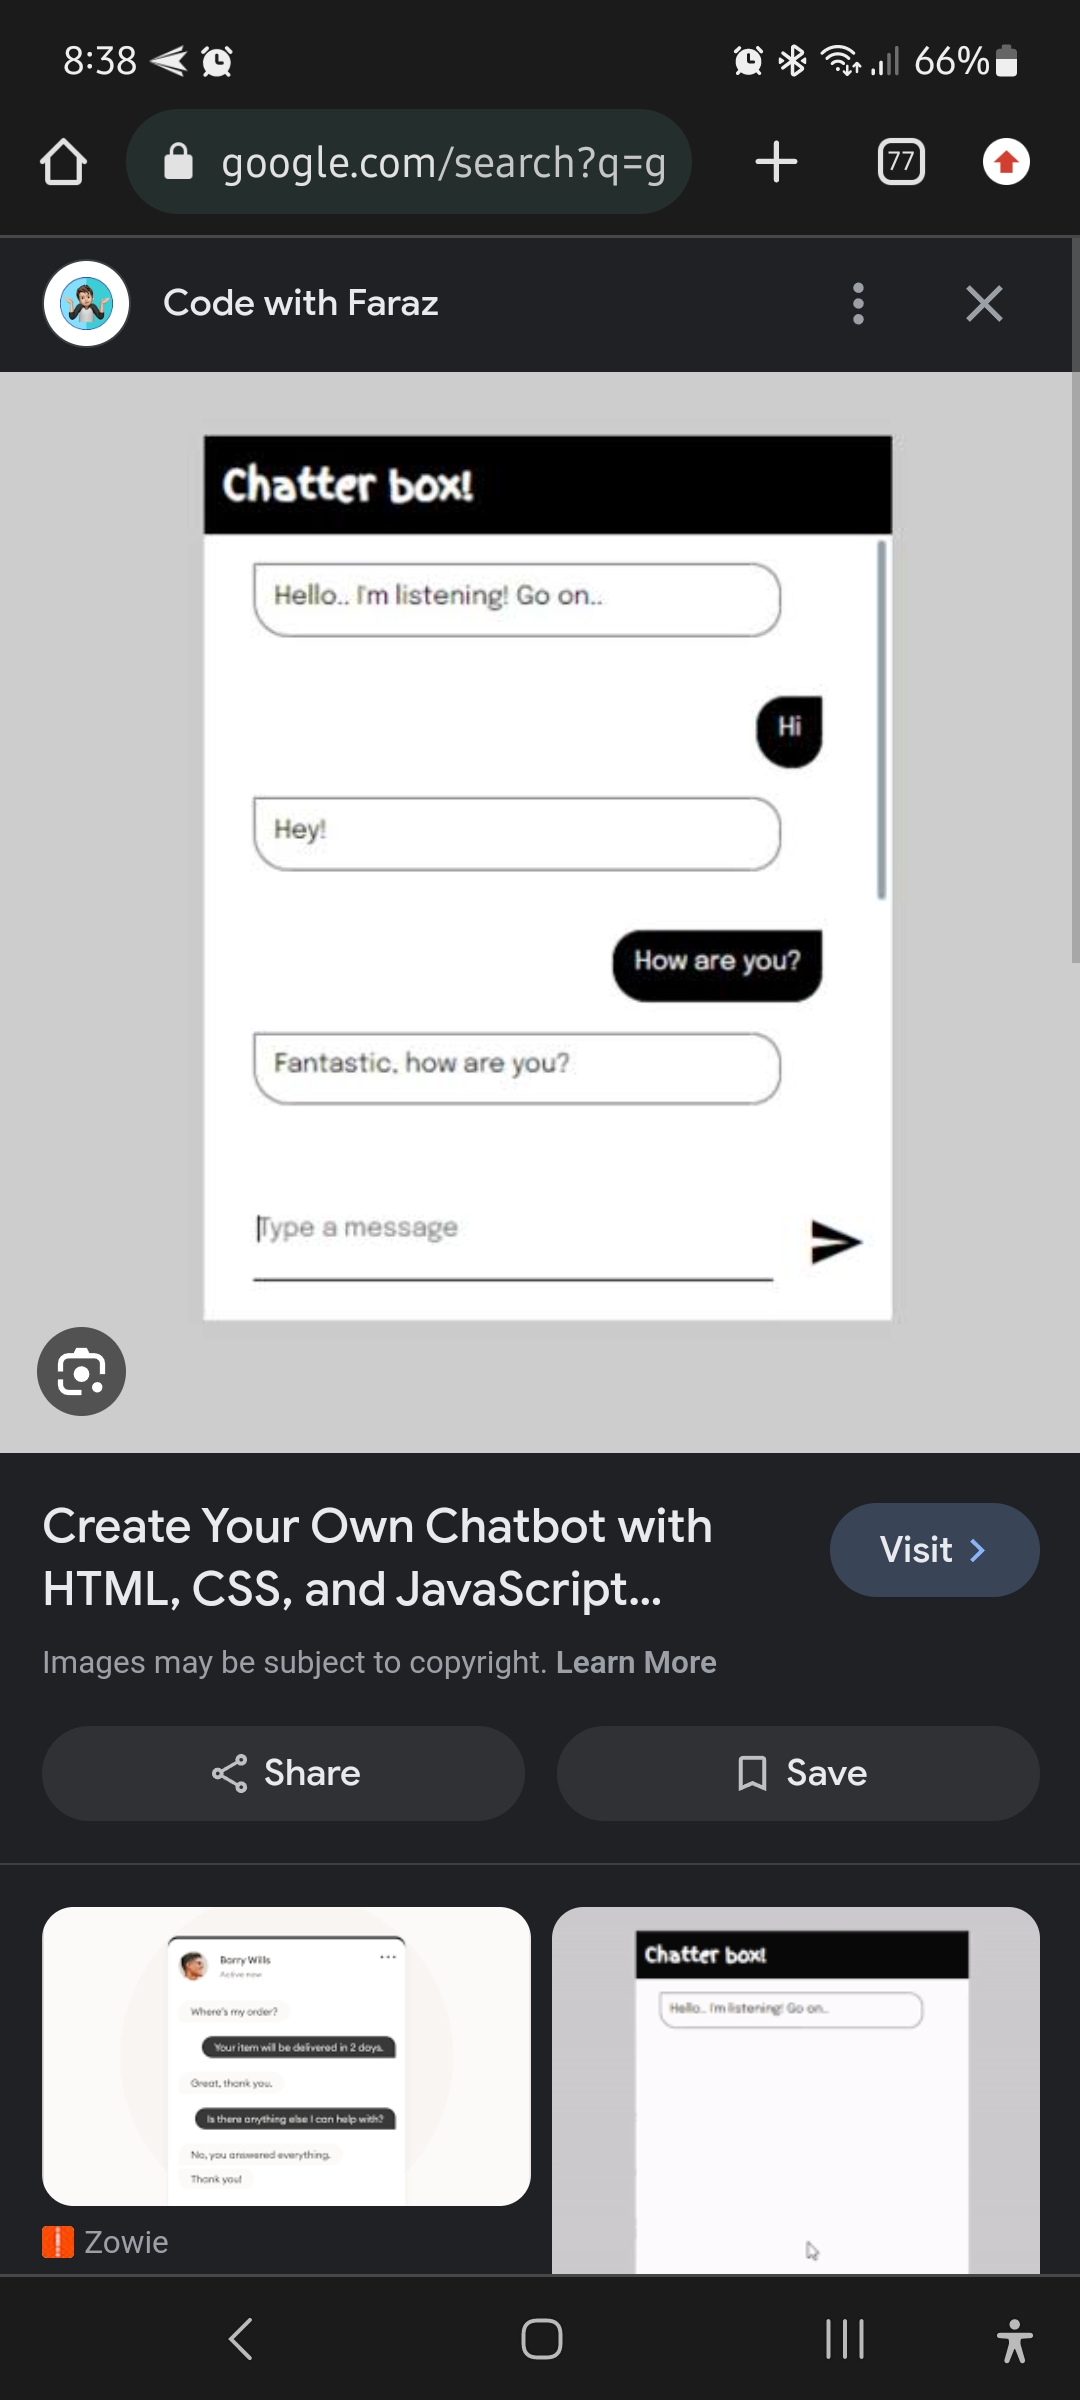 8:38
66%
google.com/search?q=g
77
Code with Faraz
Chatter box!
Hello.. I'm listening! Go on..
Hi
Hey!
How are you?
Fantastic, how are you?
Type a message
Create Your Own Chatbot with
HTML, CSS, and JavaScript...
Visit
Images may be subject to copyright. Learn More
Share
Save
Barry Wills
Active now
Where's my order?
Your item will be delivered in 2 days.
Great, thank you.
Is there anything else I can help with?
No, you answered everything.
Thank you!
Zowie
Chatter box!
Hello.. I'm listening! Go on..